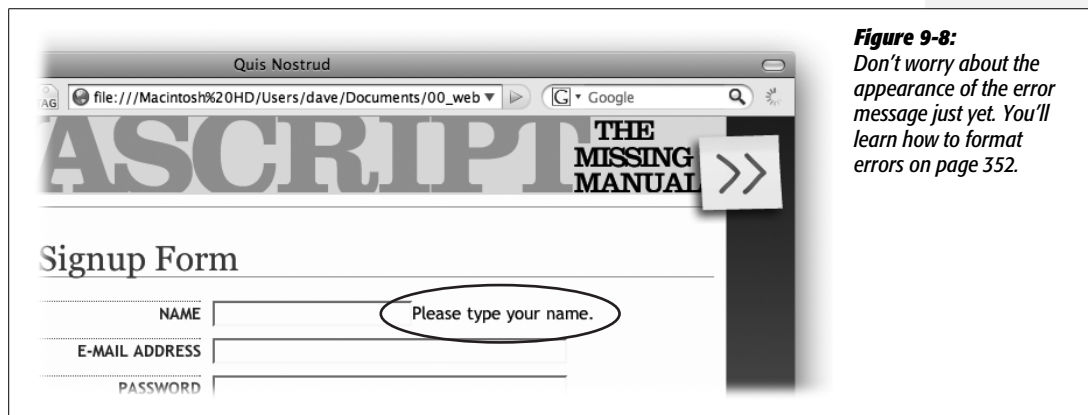 Quis Nostrud
TAG file:///Macintosh%20HD/Users/dave/Documents/00_web G Google
ASCRIPT THE
MISSING
MANUAL
>>
Signup Form
NAME Please type your name.
E-MAIL ADDRESS
PASSWORD
Figure 9-8:
Don’t worry about the
appearance of the error
message just yet. You’ll
learn how to format
errors on page 352.